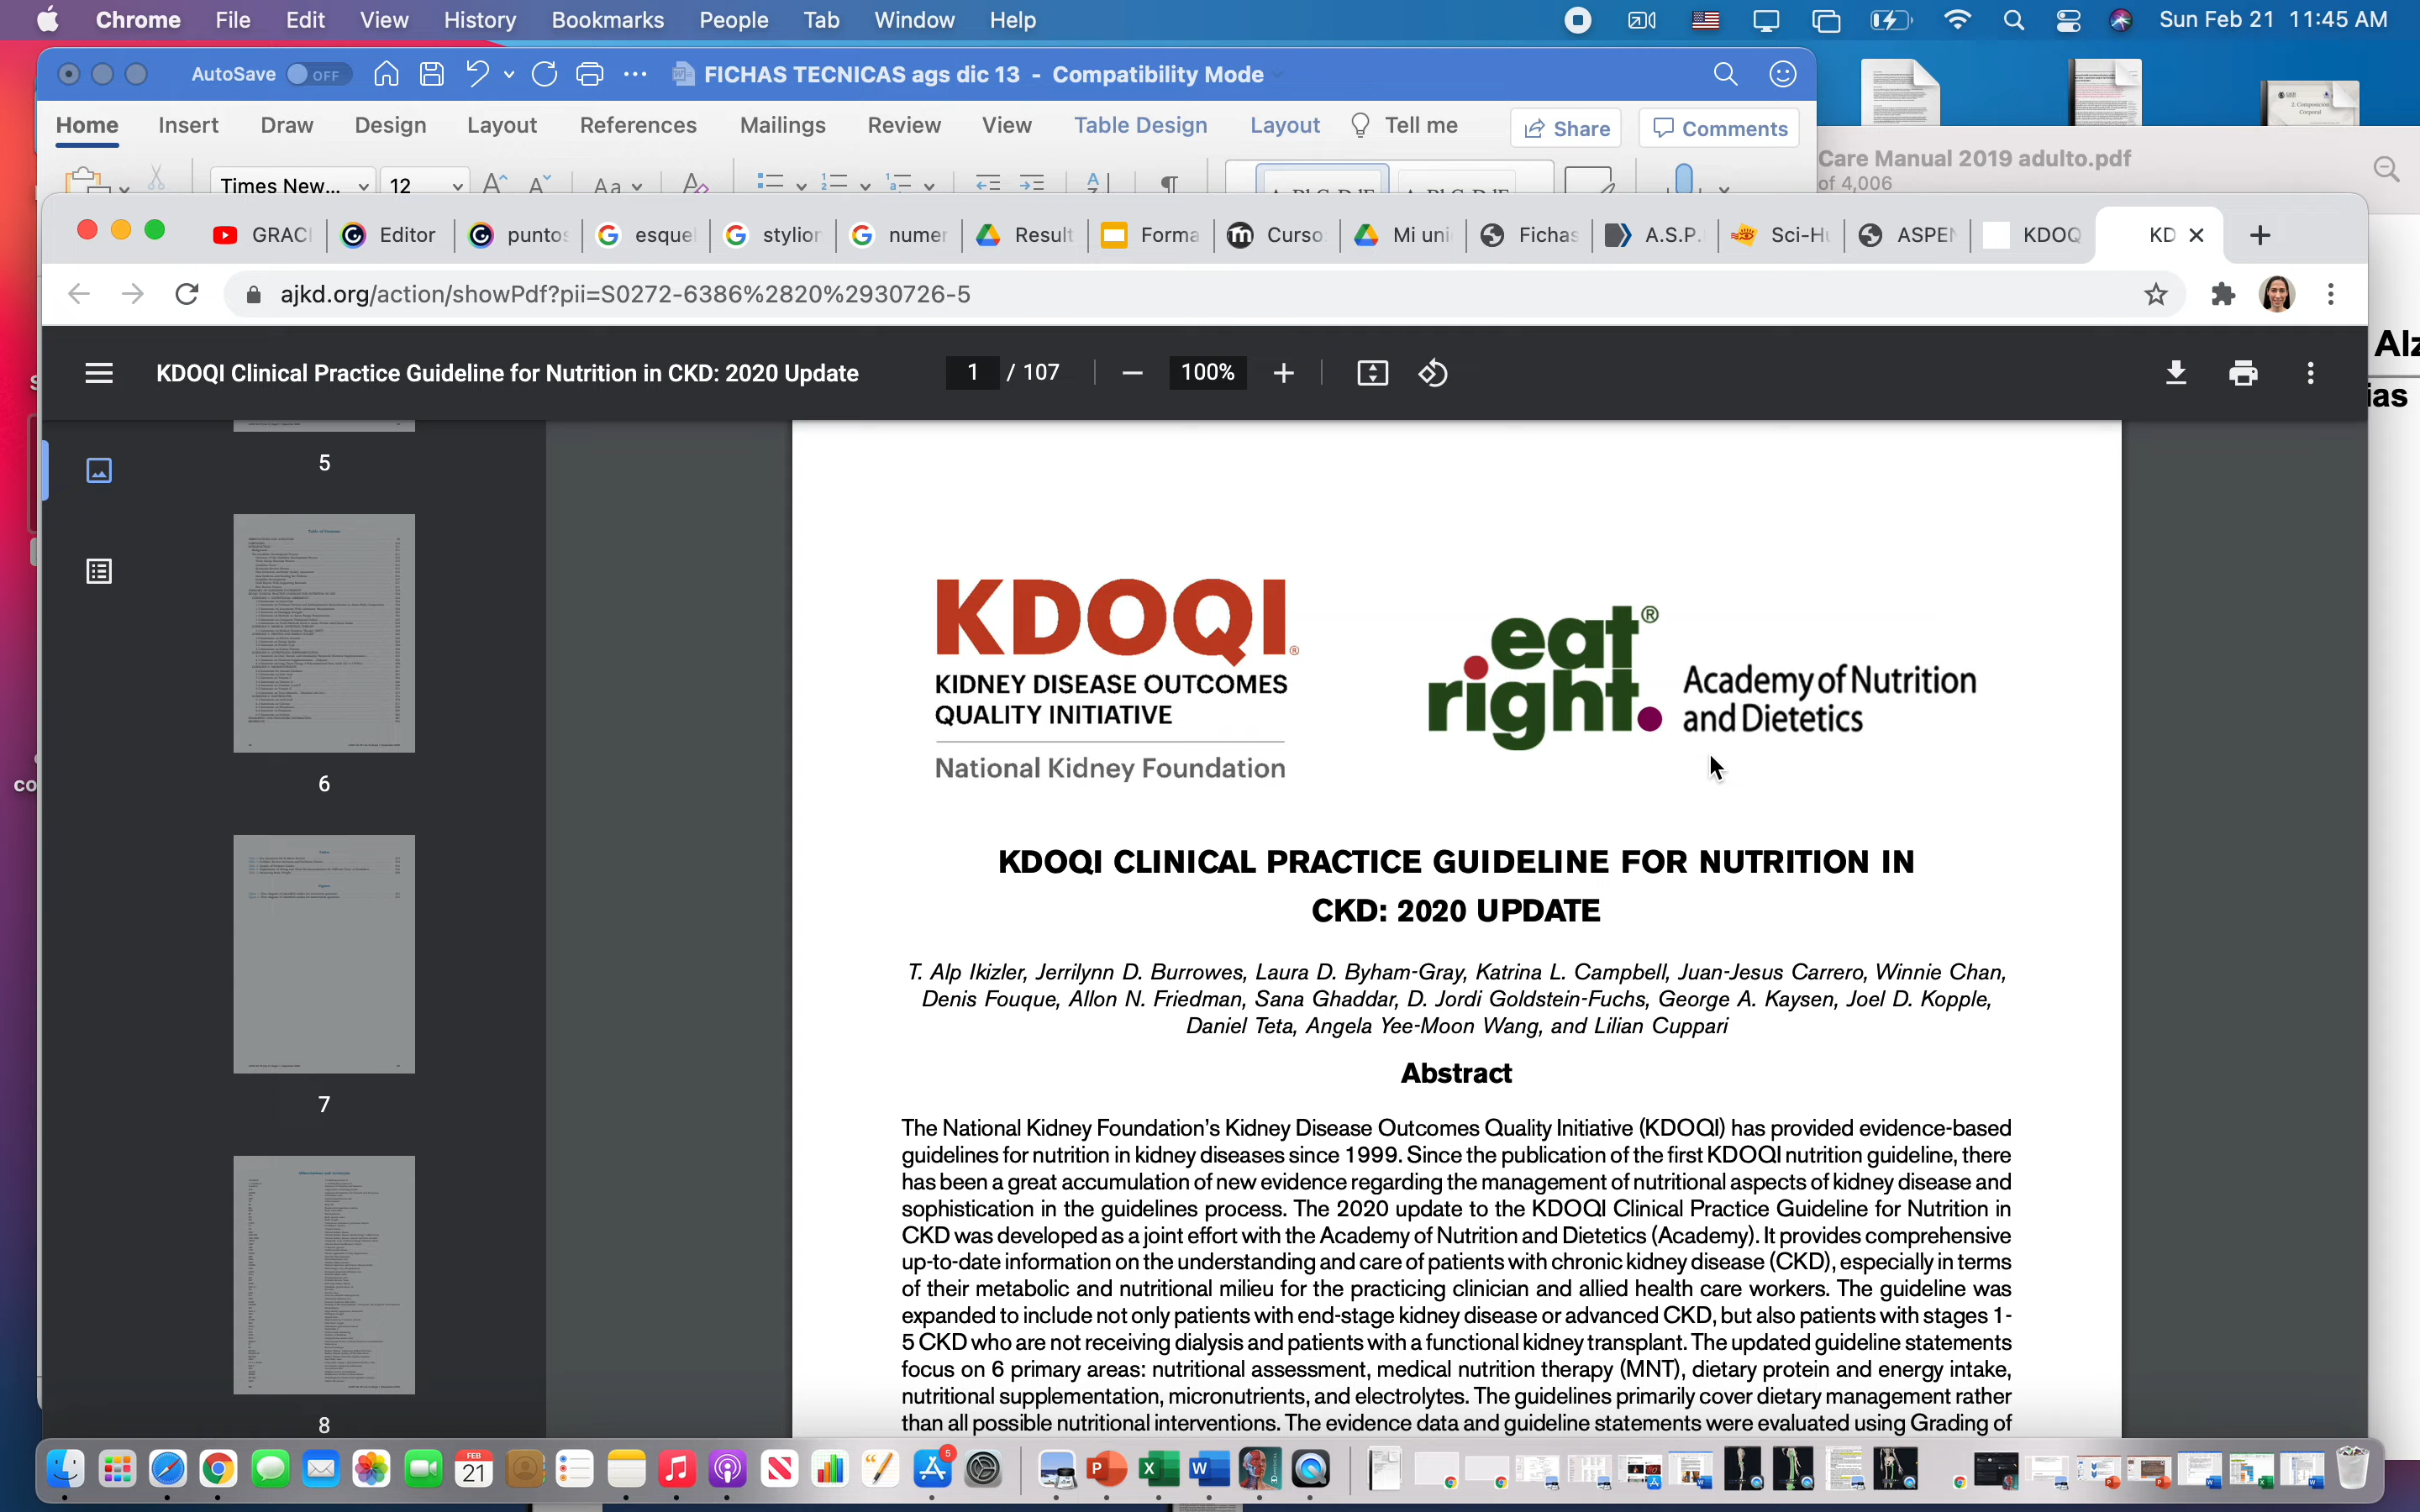 Chrome File Edit View History Bookmarks People Tab Window Help
Sun Feb 21 11:45 AM
AutoSave OFF
FICHAS TECNICAS ags dic 13 - Compatibility Mode
Home Insert Draw Design Layout References Mailings Review View Table Design Layout Tell me Share Comments
Times New... 12
Care Manual 2019 adulto.pdf
of 4,006
GRACI Editor punto esque stylion numer Result Forma Curso Mi uni Fichas A.S.P. Sci-Hu ASPEN KDOQ KD
ajkd.org/action/showPdf?pii=S0272-6386%2820%2930726-5
KDOQI Clinical Practice Guideline for Nutrition in CKD: 2020 Update
1 / 107
100%
Alz
ias
co
5
6
7
8
KDOQI®
KIDNEY DISEASE OUTCOMES
QUALITY INITIATIVE
National Kidney Foundation
eat®
right.
Academy of Nutrition
and Dietetics
KDOQI CLINICAL PRACTICE GUIDELINE FOR NUTRITION IN
CKD: 2020 UPDATE
T. Alp Ikizler, Jerrilynn D. Burrowes, Laura D. Byham-Gray, Katrina L. Campbell, Juan-Jesus Carrero, Winnie Chan,
Denis Fouque, Allon N. Friedman, Sana Ghaddar, D. Jordi Goldstein-Fuchs, George A. Kaysen, Joel D. Kopple,
Daniel Teta, Angela Yee-Moon Wang, and Lilian Cuppari
Abstract
The National Kidney Foundation's Kidney Disease Outcomes Quality Initiative (KDOQI) has provided evidence-based
guidelines for nutrition in kidney diseases since 1999. Since the publication of the first KDOQI nutrition guideline, there
has been a great accumulation of new evidence regarding the management of nutritional aspects of kidney disease and
sophistication in the guidelines process. The 2020 update to the KDOQI Clinical Practice Guideline for Nutrition in
CKD was developed as a joint effort with the Academy of Nutrition and Dietetics (Academy). It provides comprehensive
up-to-date information on the understanding and care of patients with chronic kidney disease (CKD), especially in terms
of their metabolic and nutritional milieu for the practicing clinician and allied health care workers. The guideline was
expanded to include not only patients with end-stage kidney disease or advanced CKD, but also patients with stages 1-
5 CKD who are not receiving dialysis and patients with a functional kidney transplant. The updated guideline statements
focus on 6 primary areas: nutritional assessment, medical nutrition therapy (MNT), dietary protein and energy intake,
nutritional supplementation, micronutrients, and electrolytes. The guidelines primarily cover dietary management rather
than all possible nutritional interventions. The evidence data and guideline statements were evaluated using Grading of
FEB
21
5